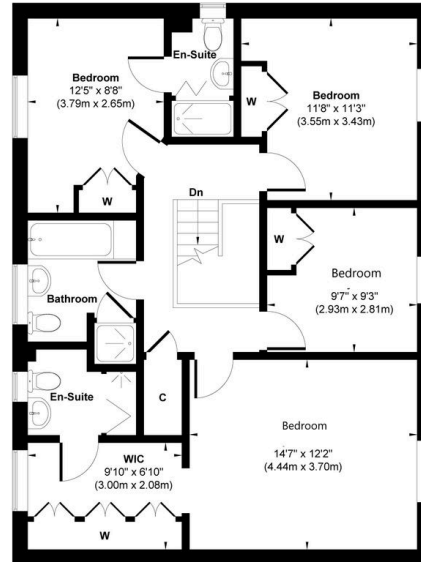 En-Suite
Bedroom
12'5" x 8'8"
(3.79m x 2.65m)
W
Bedroom
11'8" x 11'3"
(3.55m x 3.43m)
W
Dn
W
Bedroom
9'7" x 9'3"
(2.93m x 2.81m)
Bathroom
En-Suite
C
Bedroom
14'7" x 12'2"
(4.44m x 3.70m)
WIC
9'10" x 6'10"
(3.00m x 2.08m)
W